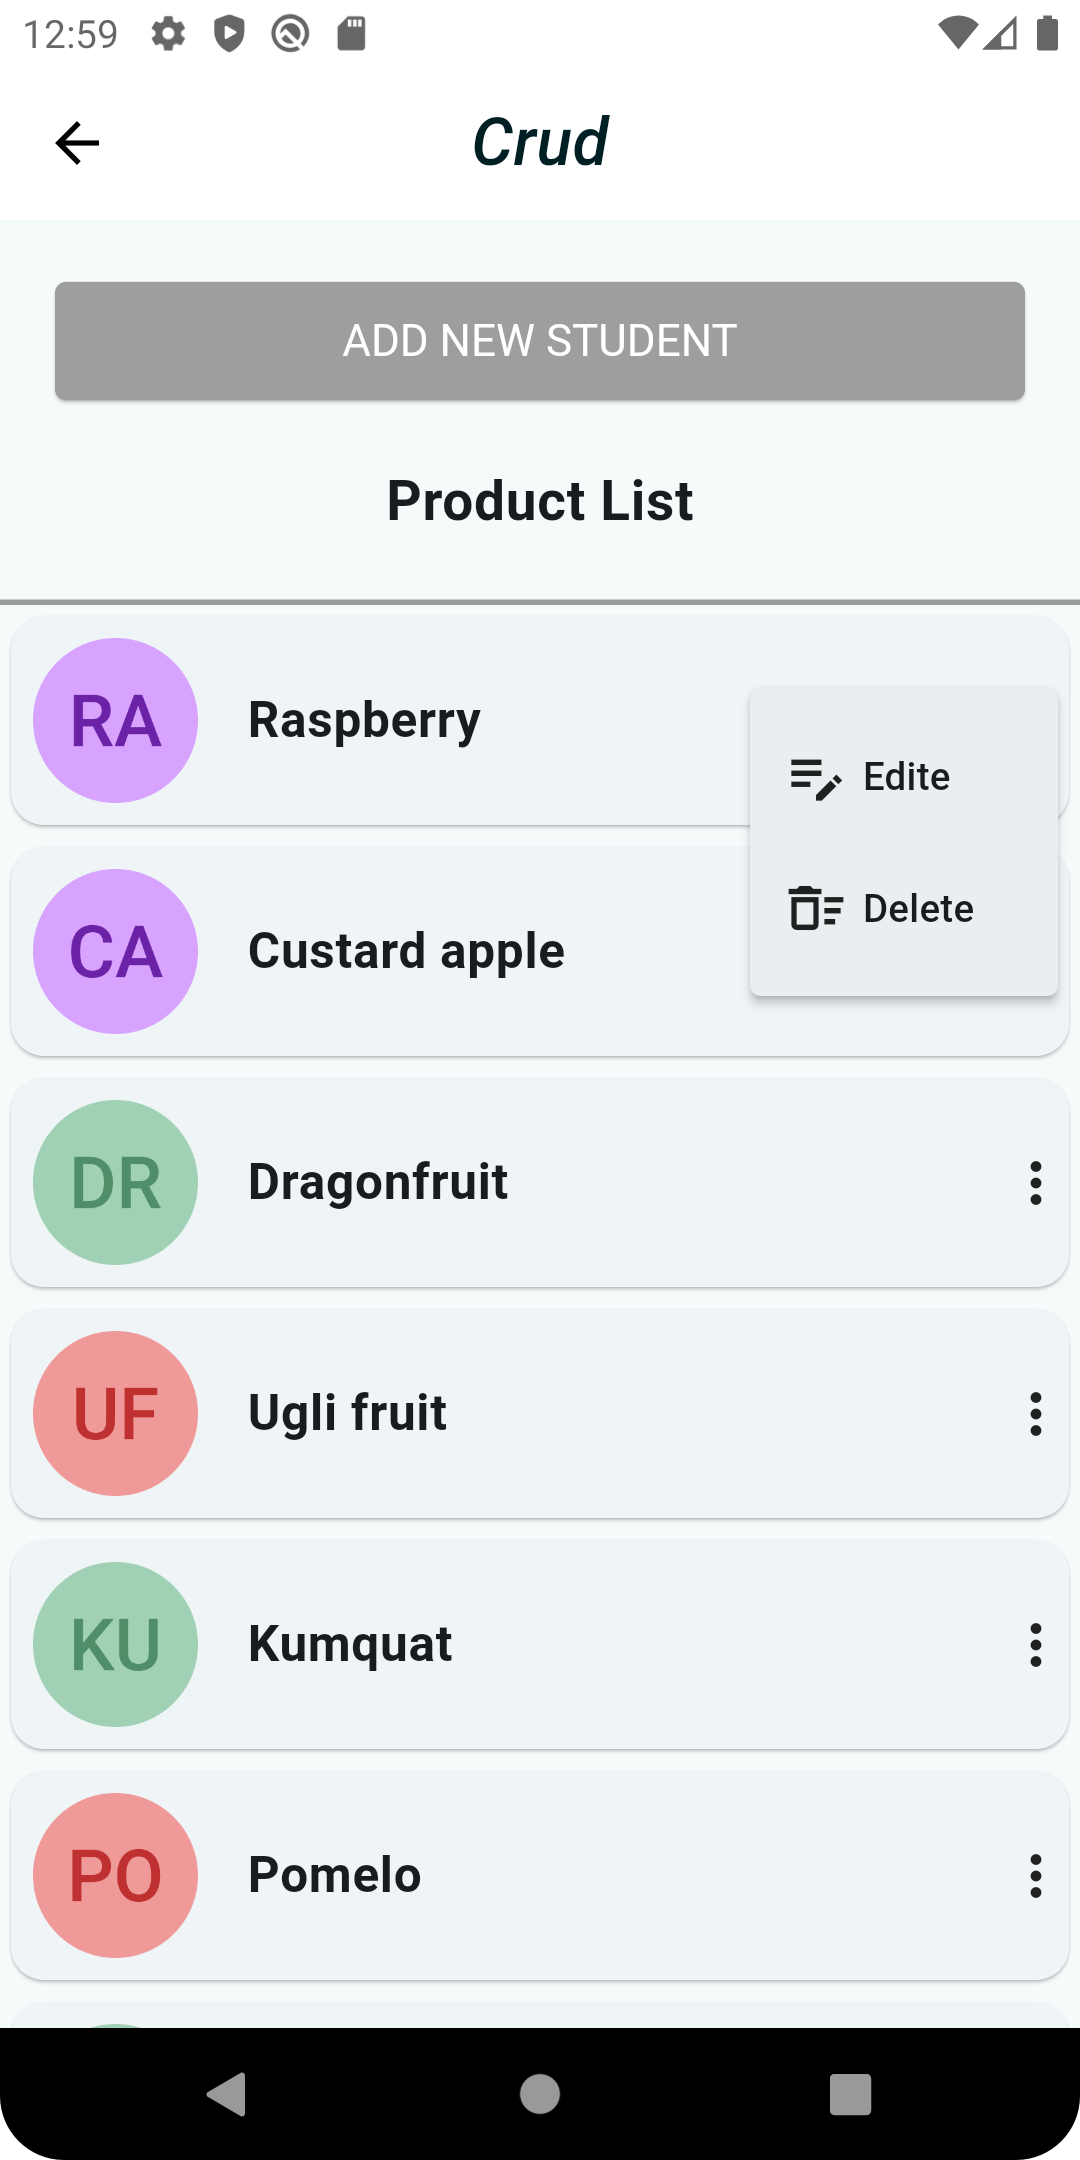 12:59
Crud
ADD NEW STUDENT
Product List
RA Raspberry
Edite
CA Custard apple
Delete
DR Dragonfruit
UF Ugli fruit
KU Kumquat
PO Pomelo